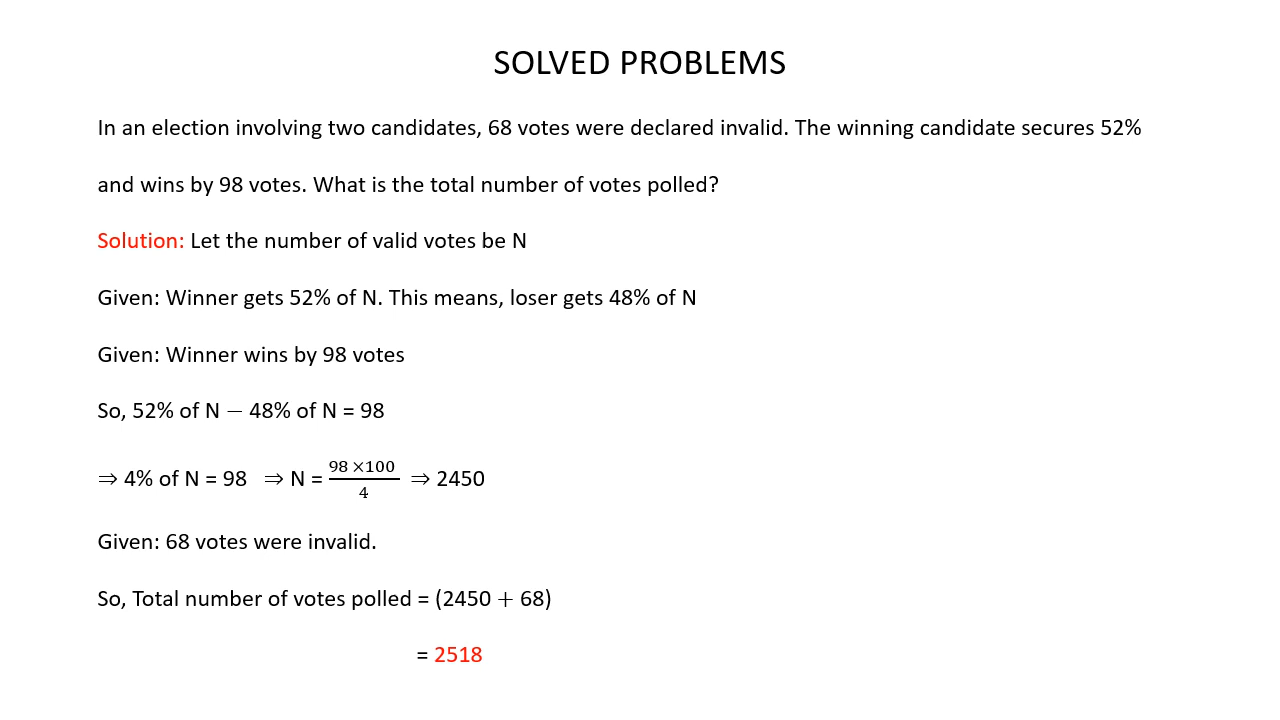 SOLVED PROBLEMS
In an election involving two candidates, 68 votes were declared invalid. The winning candidate secures 52%
and wins by 98 votes. What is the total number of votes polled?
Solution: Let the number of valid votes be N
Given: Winner gets 52% of N. This means, loser gets 48% of N
Given: Winner wins by 98 votes
So, 52% of N − 48% of N = 98
⇒ 4% of N = 98 ⇒ N = 98 ×100 / 4 ⇒ 2450
Given: 68 votes were invalid.
So, Total number of votes polled = (2450 + 68)
= 2518